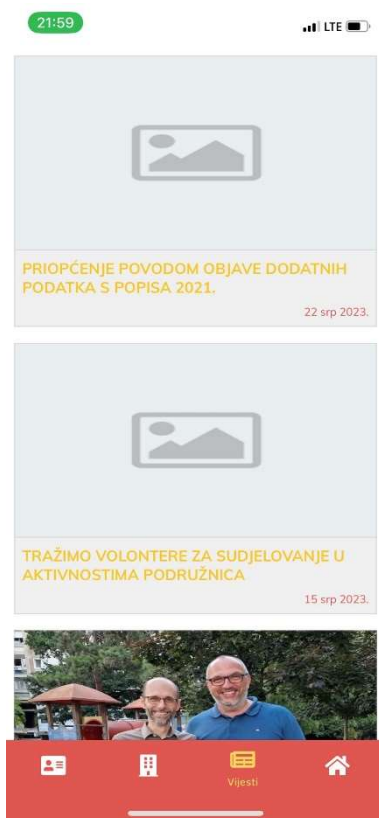 21:59
LTE
PRIOPĆENJE POVODOM OBJAVE DODATNIH
PODATKA S POPISA 2021.
22 srp 2023.
TRAŽIMO VOLONTERE ZA SUDJELOVANJE U
AKTIVNOSTIMA PODRUŽNICA
15 srp 2023.
Vijesti